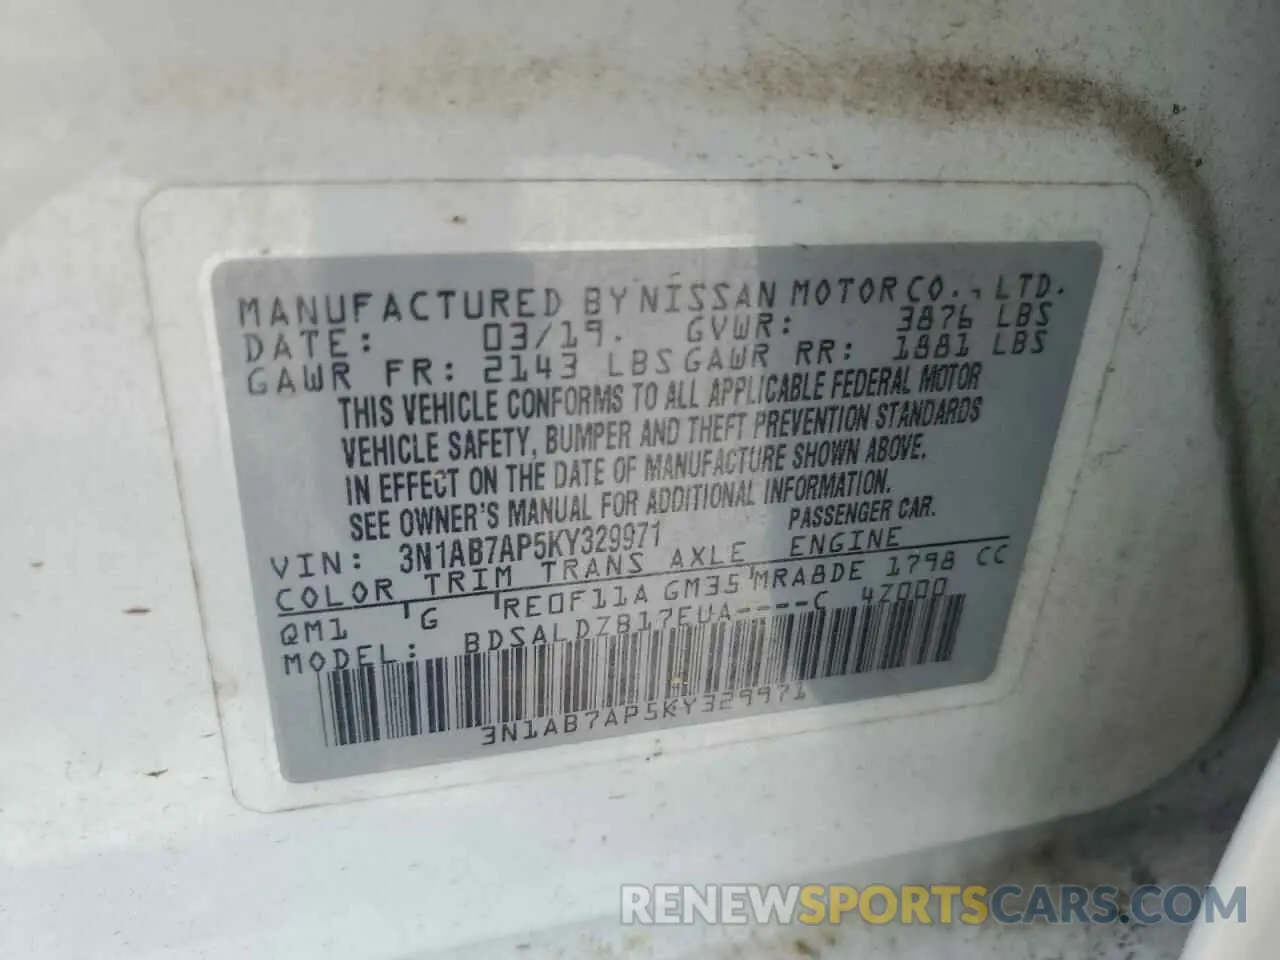 MANUFACTURED BY NISSAN MOTOR CO., LTD.
DATE: 03/19. GVWR: 3876 LBS
GAWR FR: 2143 LBS GAWR RR: 1881 LBS
THIS VEHICLE CONFORMS TO ALL APPLICABLE FEDERAL MOTOR
VEHICLE SAFETY, BUMPER AND THEFT PREVENTION STANDARDS
IN EFFECT ON THE DATE OF MANUFACTURE SHOWN ABOVE.
SEE OWNER'S MANUAL FOR ADDITIONAL INFORMATION.
VIN: 3N1AB7AP5KY329971 PASSENGER CAR.
COLOR TRIM TRANS AXLE ENGINE
QM1 G RE0F11A GM35 MRA8DE 1798 CC
MODEL: BDSALDZB17EUA----C 4Z000
3N1AB7AP5KY329971
RENEWSPORTSCARS.COM